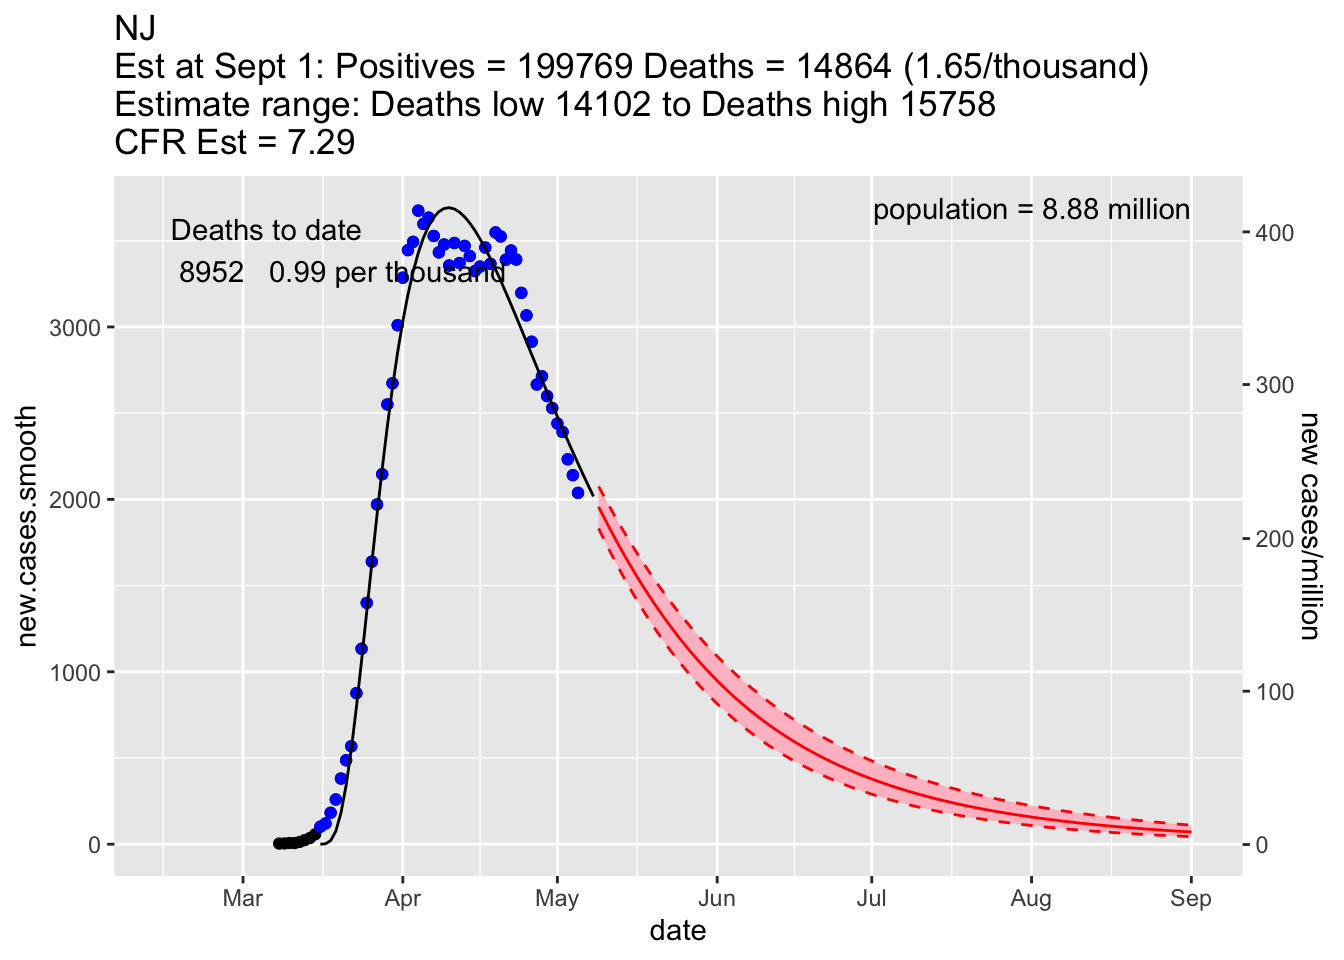 NJ
Est at Sept 1: Positives = 199769 Deaths = 14864 (1.65/thousand)
Estimate range: Deaths low 14102 to Deaths high 15758
CFR Est = 7.29
Deaths to date
8952 0.99 per thousand
population = 8.88 million
3000
2000
1000
0
new.cases.smooth
400
300
200
100
0
new cases/million
Mar Apr May Jun Jul Aug Sep
date